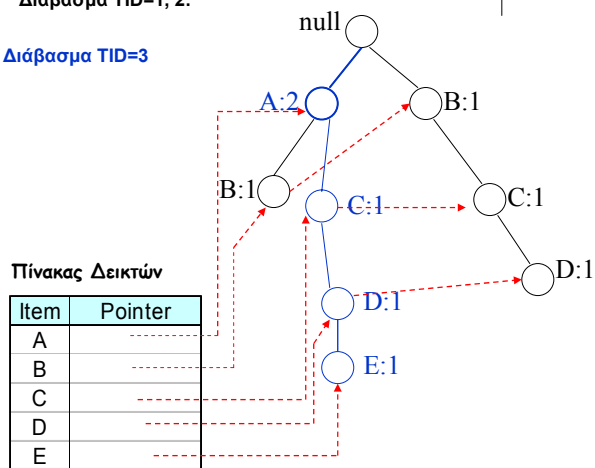 Διάβασμα TID=1, 2.
null
Διάβασμα TID=3
A:2
B:1
B:1
C:1
C:1
Πίνακας Δεικτών
D:1
D:1
Item Pointer
A
B
E:1
C
D
E